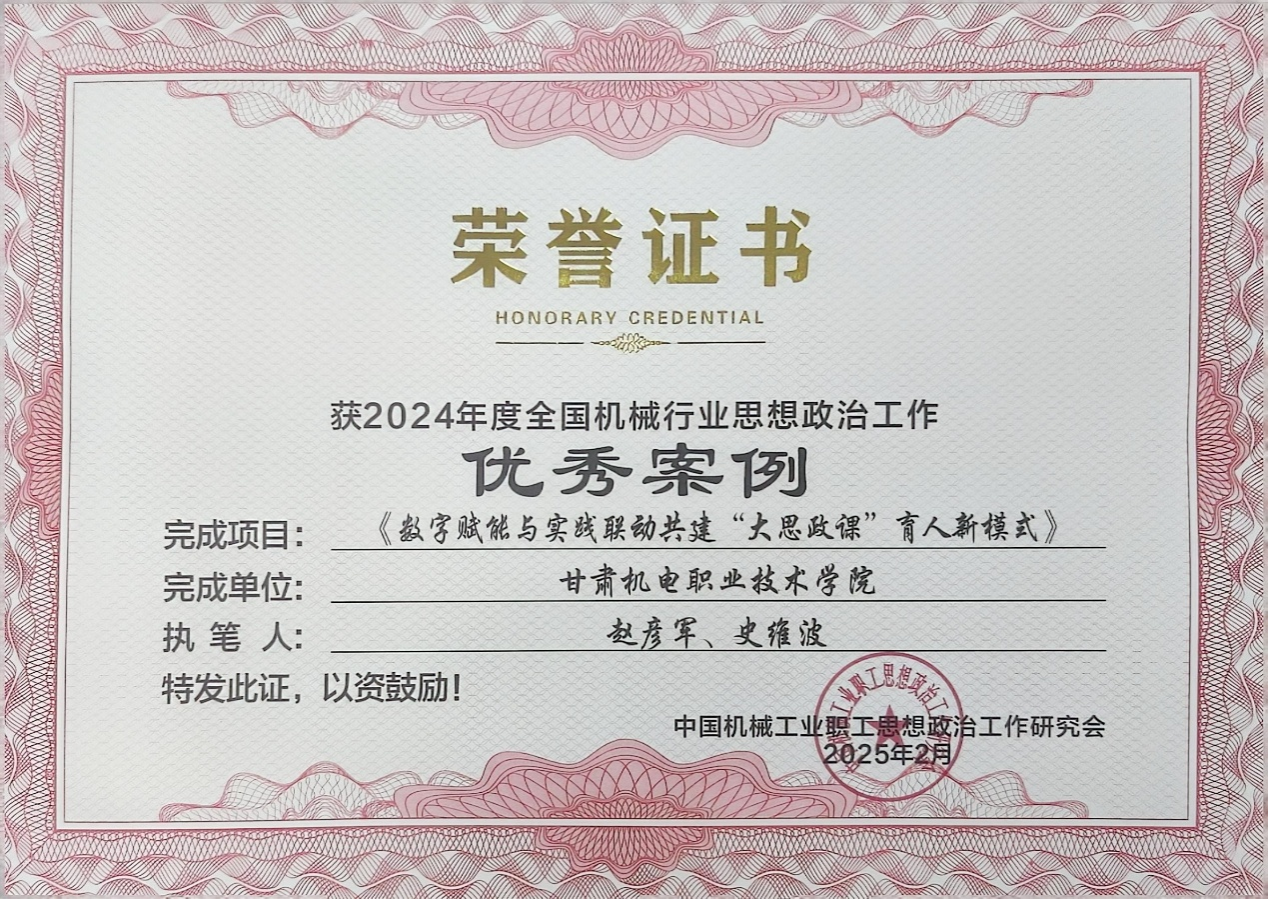 荣誉证书
HONORARY CREDENTIAL
获2024年度全国机械行业思想政治工作
优秀案例
完成项目：《数字赋能与实践联动共建“大思政课”育人新模式》
完成单位：甘肃机电职业技术学院
执笔人：赵彦军、史维波
特发此证，以资鼓励！
中国机械工业职工思想政治工作研究会
2025年2月